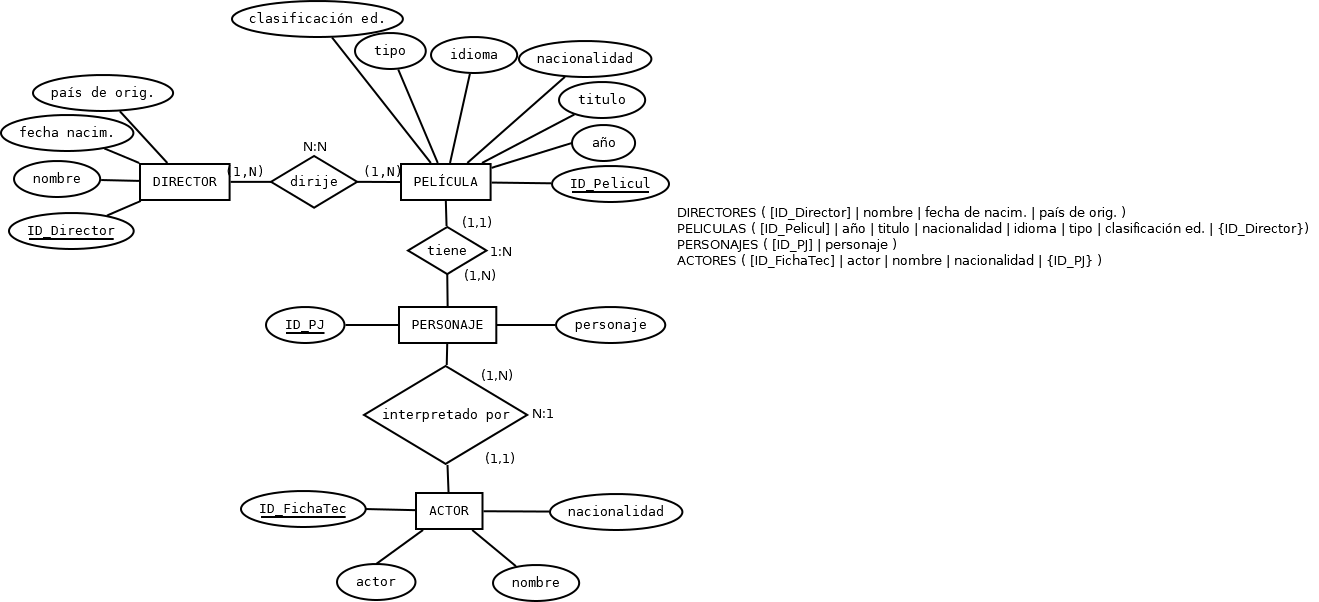 clasificación ed.
tipo
idioma
nacionalidad
país de orig.
titulo
fecha nacim.
año
N:N
nombre
DIRECTOR
(1,N)
dirije
(1,N)
PELÍCULA
ID_Pelicul
ID_Director
(1,1)
tiene
1:N
(1,N)
DIRECTORES ( [ID_Director] | nombre | fecha de nacim. | país de orig. )
PELICULAS ( [ID_Pelicul] | año | titulo | nacionalidad | idioma | tipo | clasificación ed. | {ID_Director})
PERSONAJES ( [ID_PJ] | personaje )
ACTORES ( [ID_FichaTec] | actor | nombre | nacionalidad | {ID_PJ} )
ID_PJ
PERSONAJE
personaje
(1,N)
interpretado por
N:1
(1,1)
ID_FichaTec
ACTOR
nacionalidad
actor
nombre